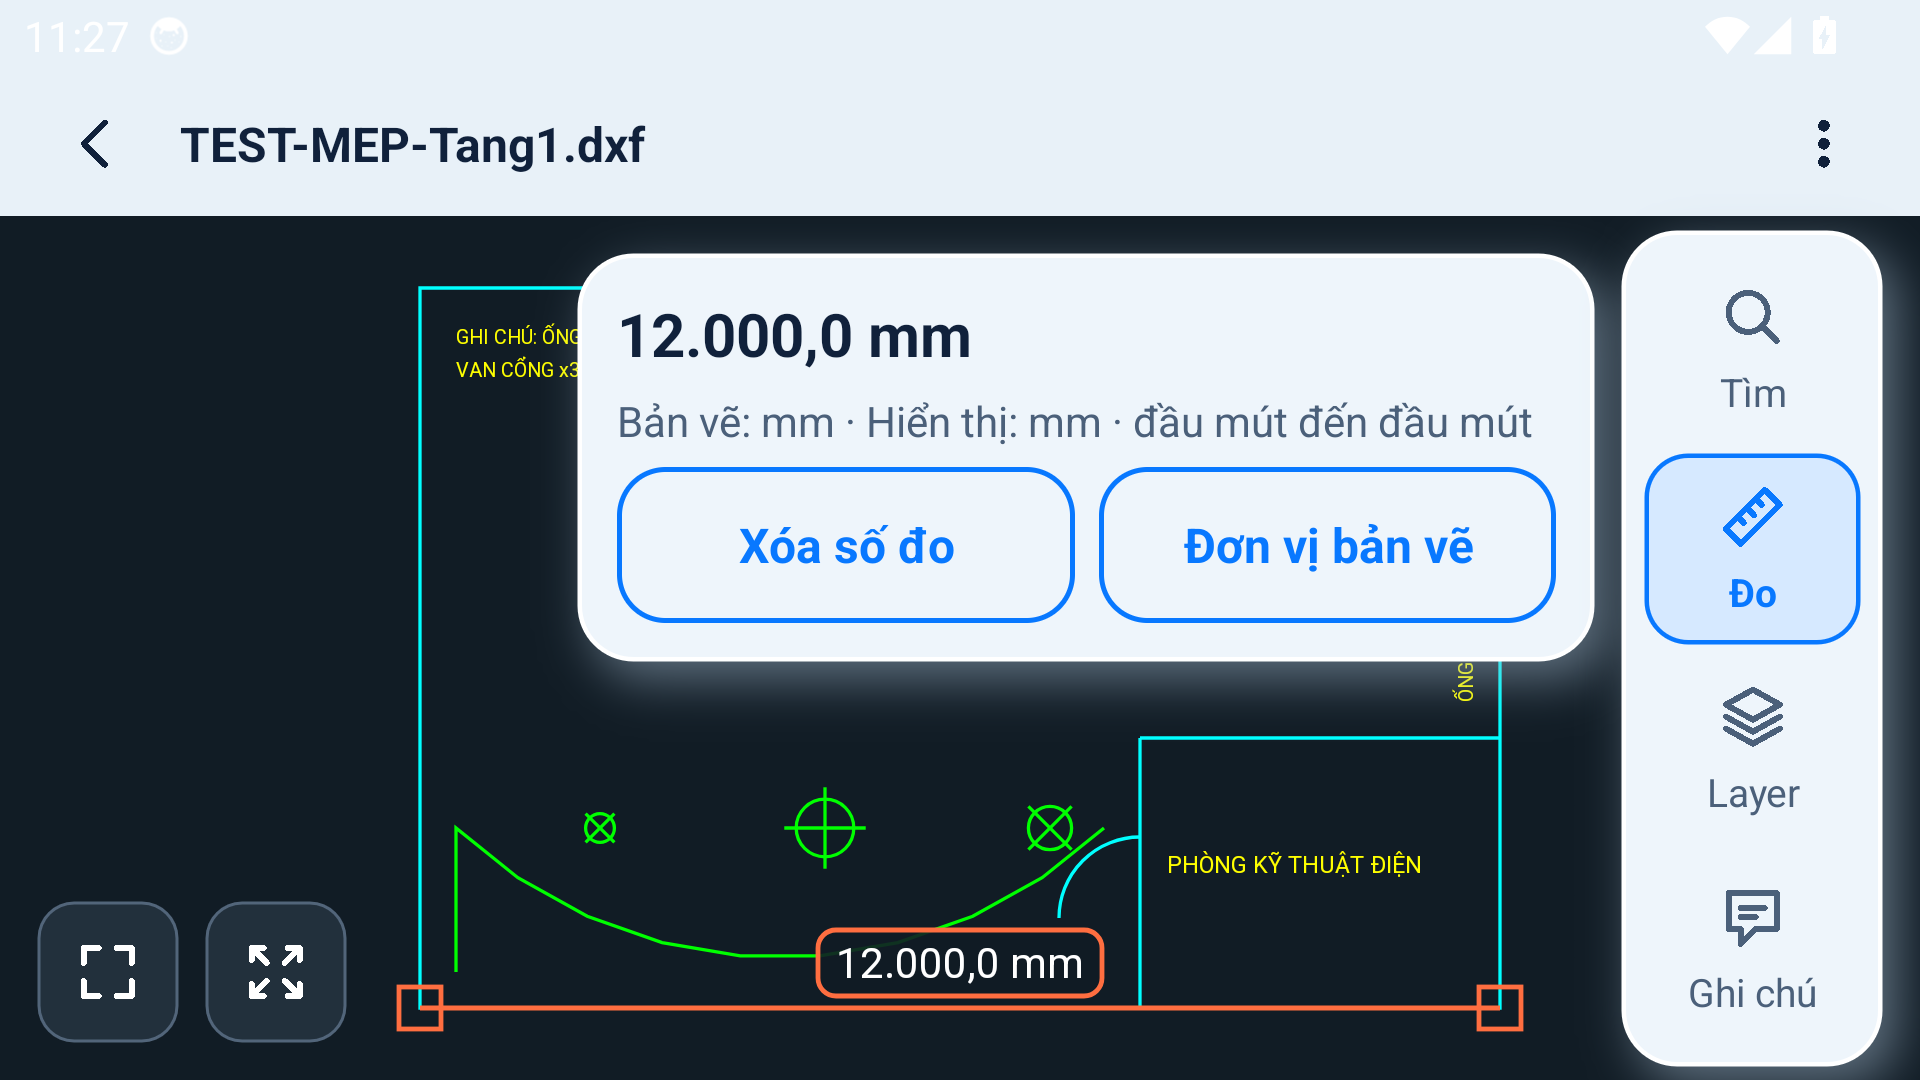 11:27
TEST-MEP-Tang1.dxf
GHI CHÚ: ỐNG
VAN CỔNG x3
12.000,0 mm
Bản vẽ: mm · Hiển thị: mm · đầu mút đến đầu mút
Xóa số đo
Đơn vị bản vẽ
ỐNG
PHÒNG KỸ THUẬT ĐIỆN
12.000,0 mm
Tìm
Đo
Layer
Ghi chú